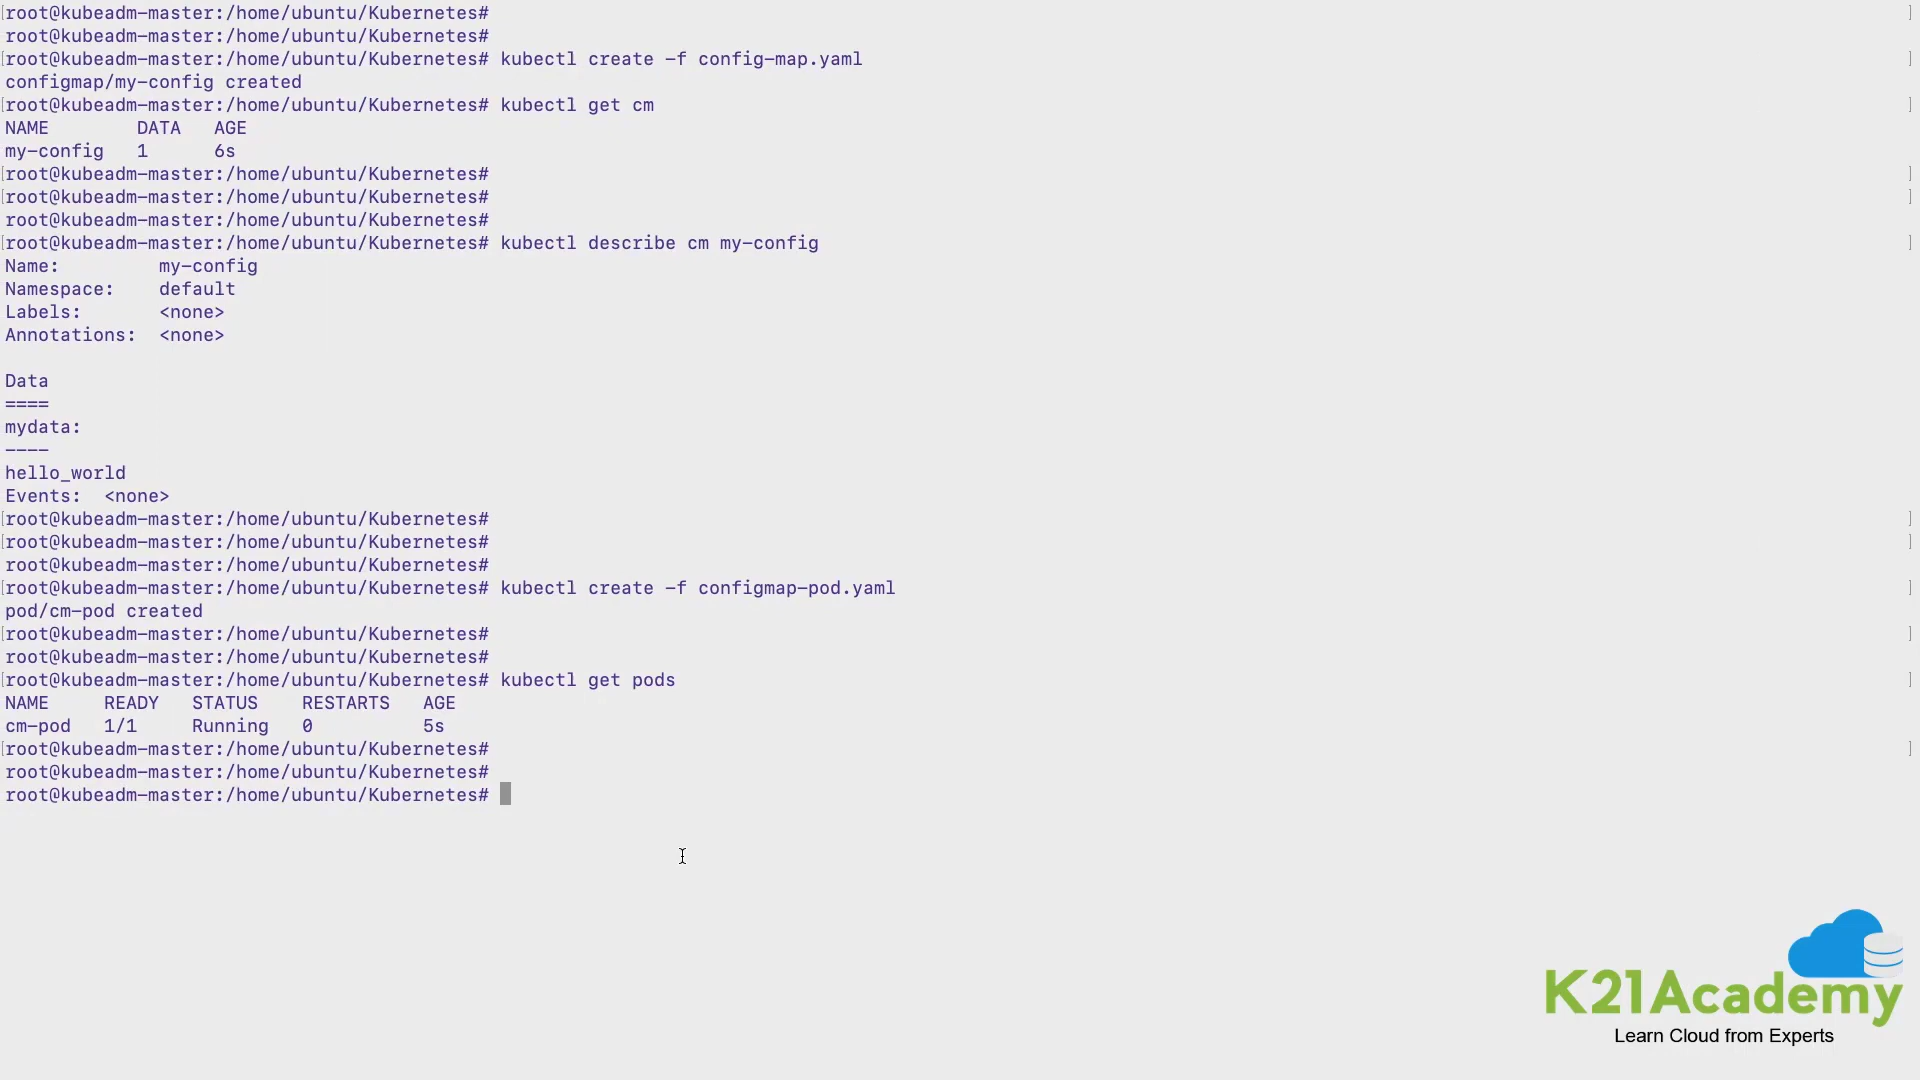 [root@kubeadm-master:/home/ubuntu/Kubernetes# ]
root@kubeadm-master:/home/ubuntu/Kubernetes#
[root@kubeadm-master:/home/ubuntu/Kubernetes# kubectl create -f config-map.yaml ]
configmap/my-config created
[root@kubeadm-master:/home/ubuntu/Kubernetes# kubectl get cm ]
NAME DATA AGE
my-config 1 6s
[root@kubeadm-master:/home/ubuntu/Kubernetes# ]
[root@kubeadm-master:/home/ubuntu/Kubernetes# ]
root@kubeadm-master:/home/ubuntu/Kubernetes#
[root@kubeadm-master:/home/ubuntu/Kubernetes# kubectl describe cm my-config ]
Name: my-config
Namespace: default
Labels: <none>
Annotations: <none>
Data
====
mydata:
----
hello_world
Events: <none>
[root@kubeadm-master:/home/ubuntu/Kubernetes# ]
[root@kubeadm-master:/home/ubuntu/Kubernetes# ]
root@kubeadm-master:/home/ubuntu/Kubernetes#
[root@kubeadm-master:/home/ubuntu/Kubernetes# kubectl create -f configmap-pod.yaml ]
pod/cm-pod created
[root@kubeadm-master:/home/ubuntu/Kubernetes# ]
root@kubeadm-master:/home/ubuntu/Kubernetes#
[root@kubeadm-master:/home/ubuntu/Kubernetes# kubectl get pods ]
NAME READY STATUS RESTARTS AGE
cm-pod 1/1 Running 0 5s
[root@kubeadm-master:/home/ubuntu/Kubernetes# ]
root@kubeadm-master:/home/ubuntu/Kubernetes#
root@kubeadm-master:/home/ubuntu/Kubernetes#
K21Academy
Learn Cloud from Experts